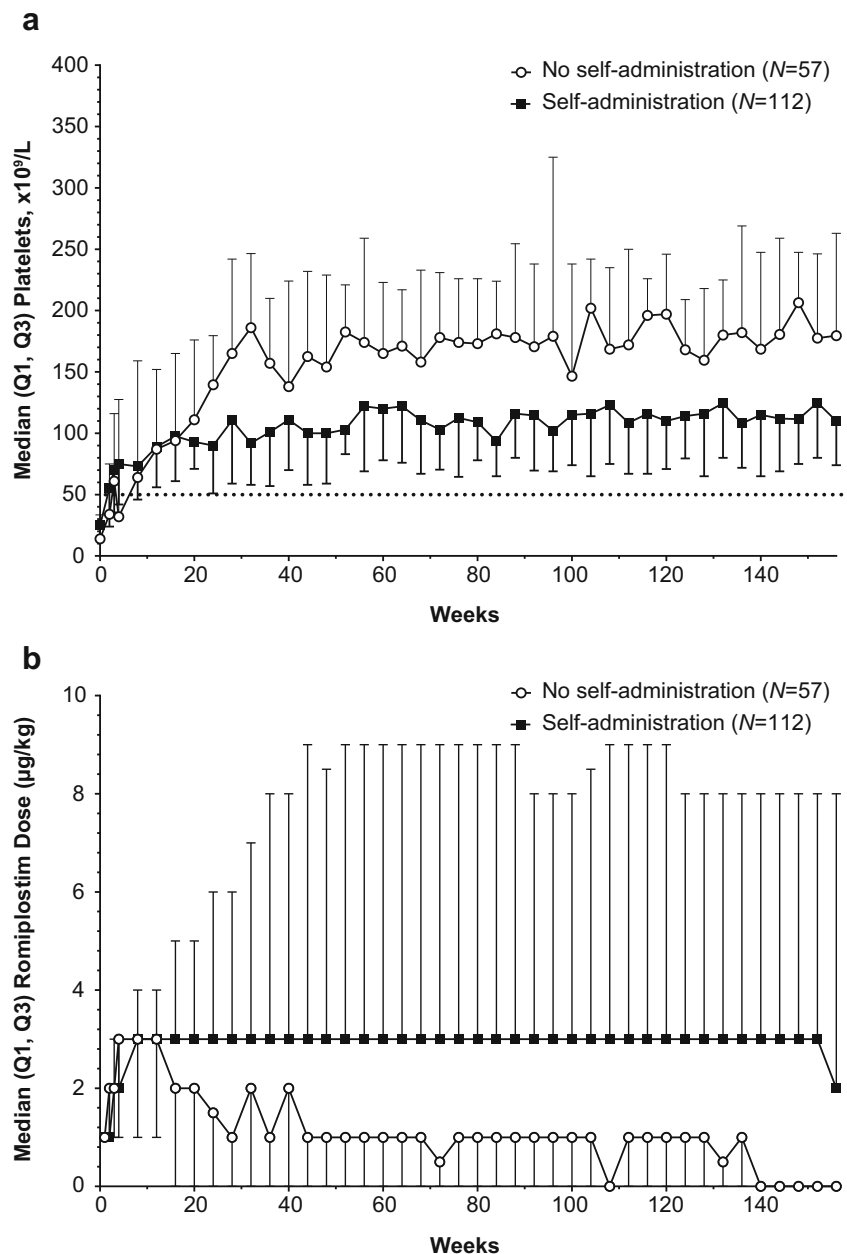 a
400
350
300
250
200
150
100
50
0
Median (Q1, Q3) Platelets, x10⁹/L
No self-administration (N=57)
Self-administration (N=112)
0 20 40 60 80 100 120 140
Weeks
b
10
8
6
4
2
0
Median (Q1, Q3) Romiplostim Dose (µg/kg)
No self-administration (N=57)
Self-administration (N=112)
0 20 40 60 80 100 120 140
Weeks